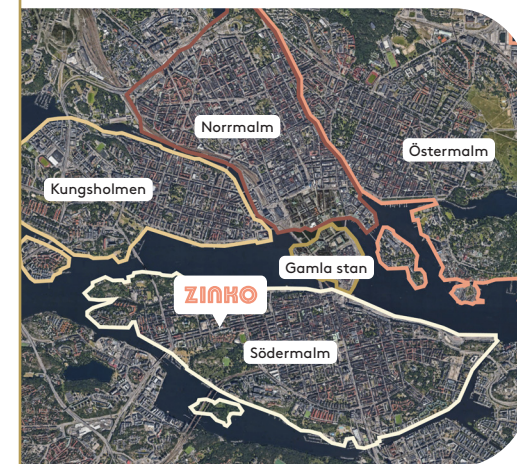 Norrmalm
Östermalm
Kungsholmen
Gamla stan
ZINKO
Södermalm